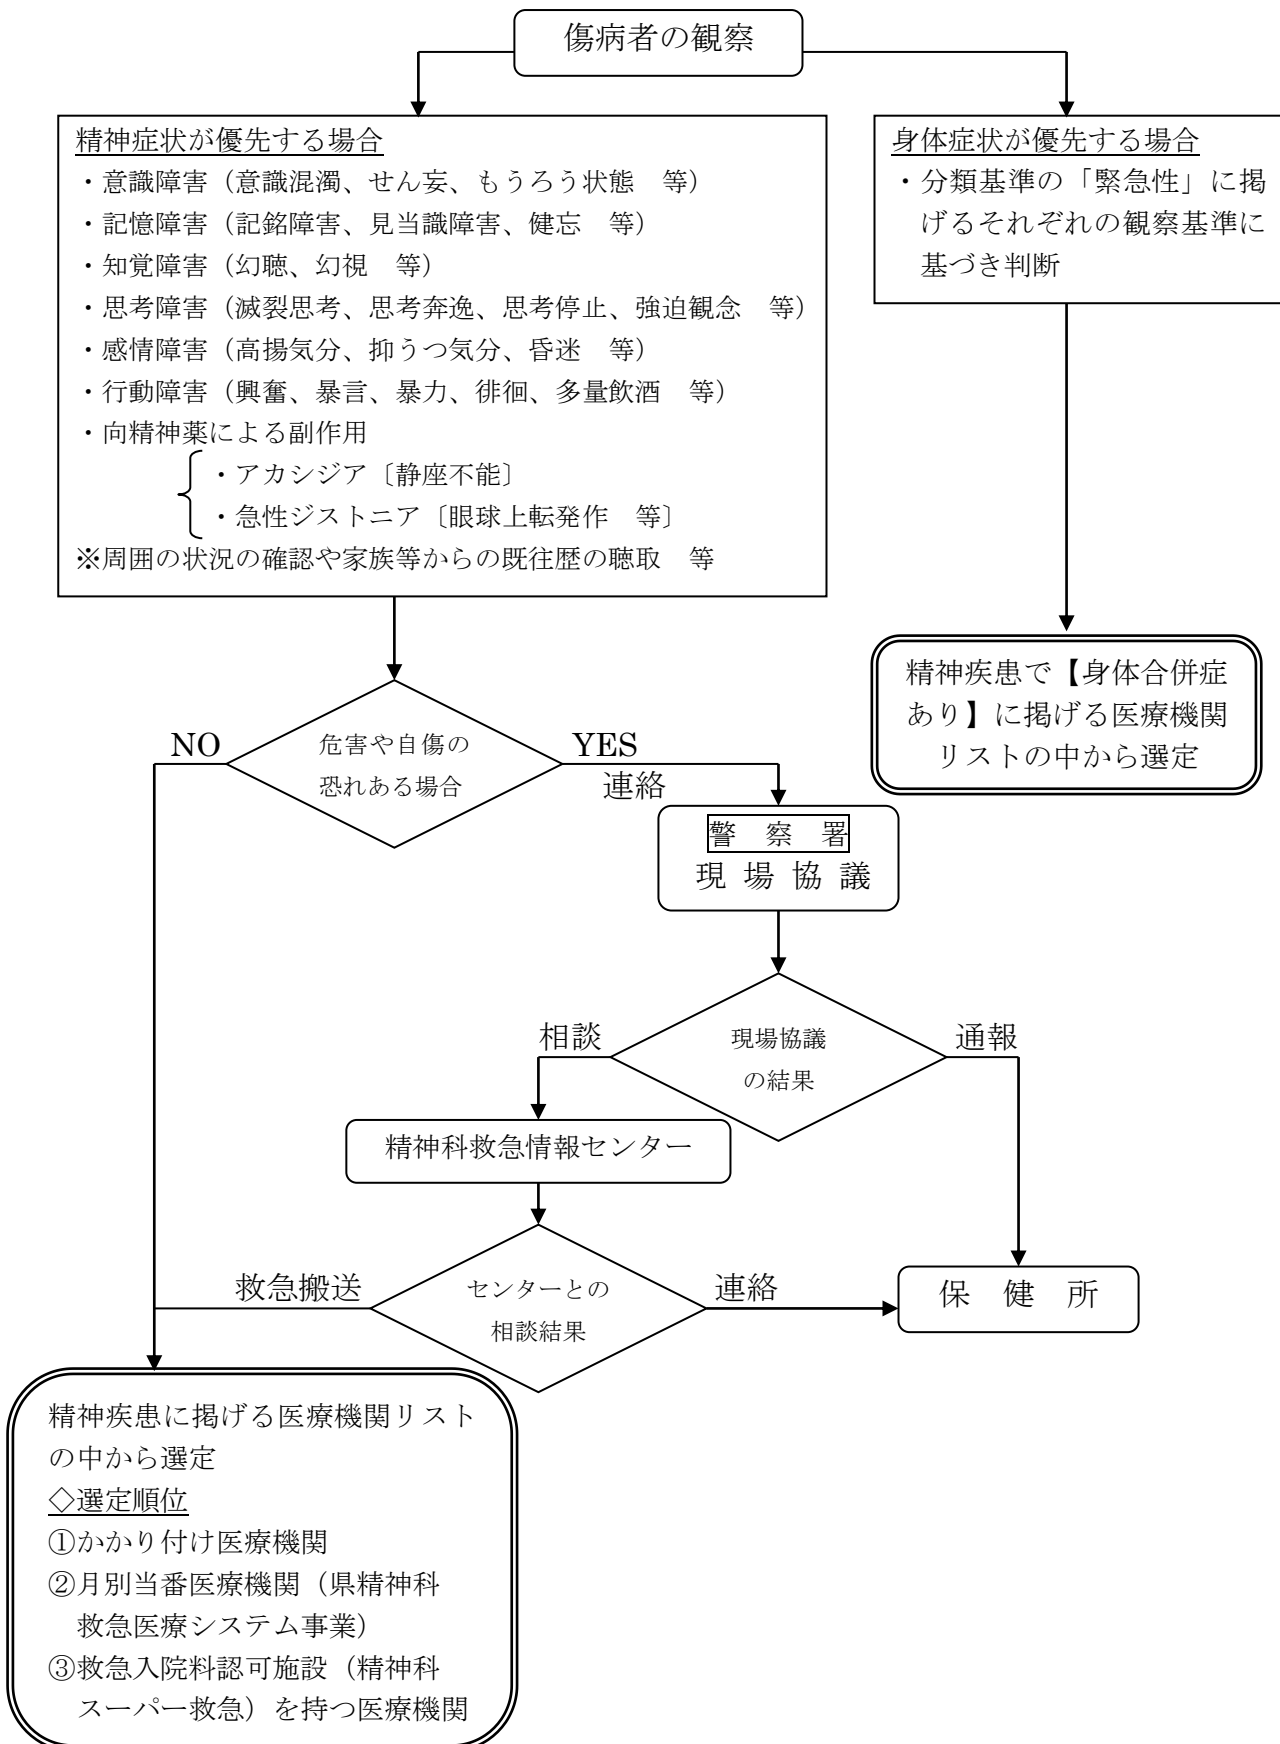 傷病者の観察
精神症状が優先する場合
・意識障害（意識混濁、せん妄、もうろう状態　等）
・記憶障害（記銘障害、見当識障害、健忘　等）
・知覚障害（幻聴、幻視　等）
・思考障害（滅裂思考、思考奔逸、思考停止、強迫観念　等）
・感情障害（高揚気分、抑うつ気分、昏迷　等）
・行動障害（興奮、暴言、暴力、徘徊、多量飲酒　等）
・向精神薬による副作用
・アカシジア〔静座不能〕
・急性ジストニア〔眼球上転発作　等〕
※周囲の状況の確認や家族等からの既往歴の聴取　等
身体症状が優先する場合
・分類基準の「緊急性」に掲
げるそれぞれの観察基準に
基づき判断
精神疾患で【身体合併症
あり】に掲げる医療機関
リストの中から選定
NO
危害や自傷の
恐れある場合
YES
連絡
警　察　署
現 場 協 議
相談
現場協議
の結果
通報
精神科救急情報センター
救急搬送
センターとの
相談結果
連絡
保　健　所
精神疾患に掲げる医療機関リスト
の中から選定
◇選定順位
①かかり付け医療機関
②月別当番医療機関（県精神科
救急医療システム事業）
③救急入院料認可施設（精神科
スーパー救急）を持つ医療機関